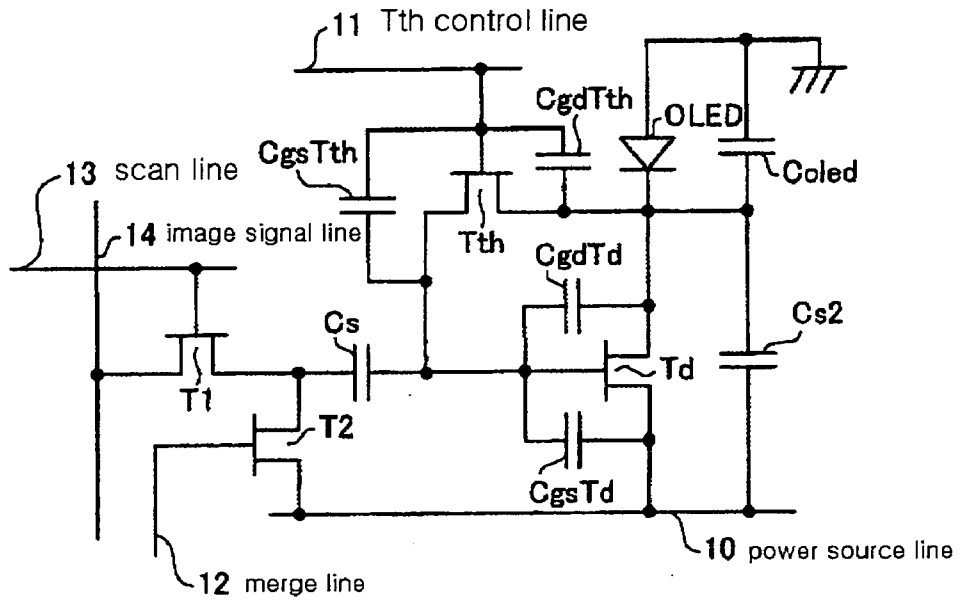 11 Tth control line
CgdTth
OLED
CgsTth
Coled
13 scan line
14 image signal line
Tth
CgdTd
Cs
Cs2
Td
T1
T2
CgsTd
10 power source line
12 merge line